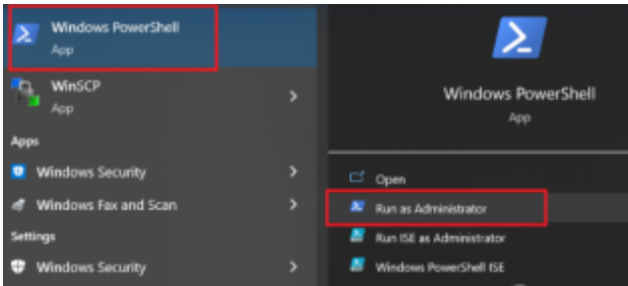 Windows PowerShell
App
WinSCP
App
Apps
Windows Security
Windows Fax and Scan
Settings
Windows Security
Windows PowerShell
App
Open
Run as Administrator
Run ISE as Administrator
Windows PowerShell ISE